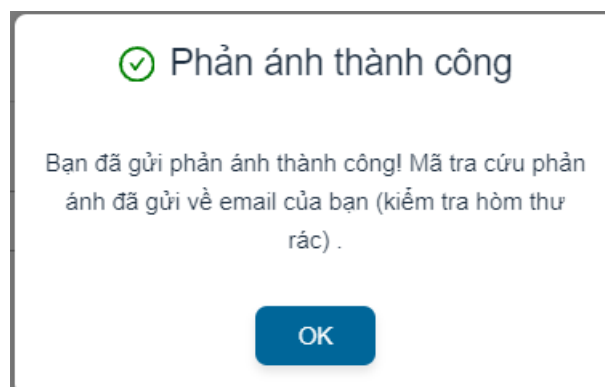 Phản ánh thành công
Bạn đã gửi phản ánh thành công! Mã tra cứu phản
ánh đã gửi về email của bạn (kiểm tra hòm thư
rác) .
OK